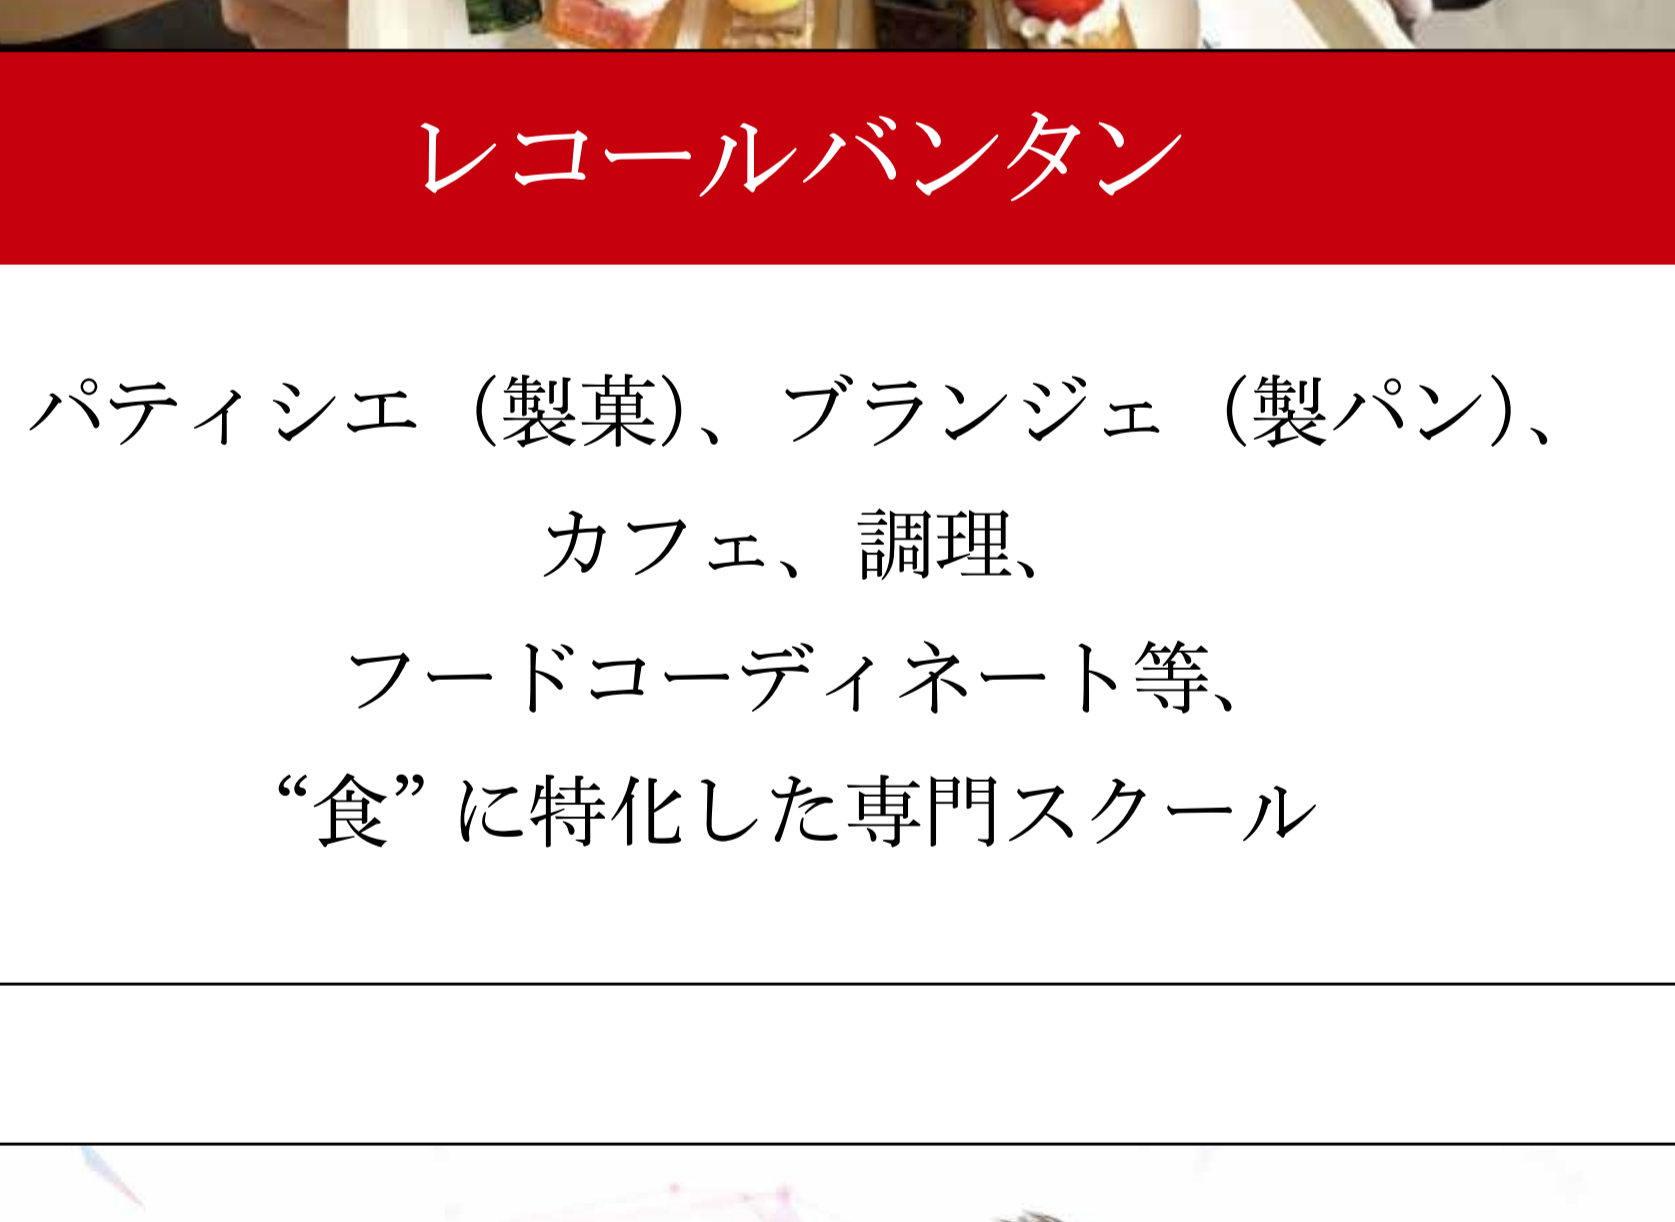 レコールバンタン
パティシエ（製菓）、ブランジェ（製パン）、
カフェ、調理、
フードコーディネート等、
“食” に特化した専門スクール